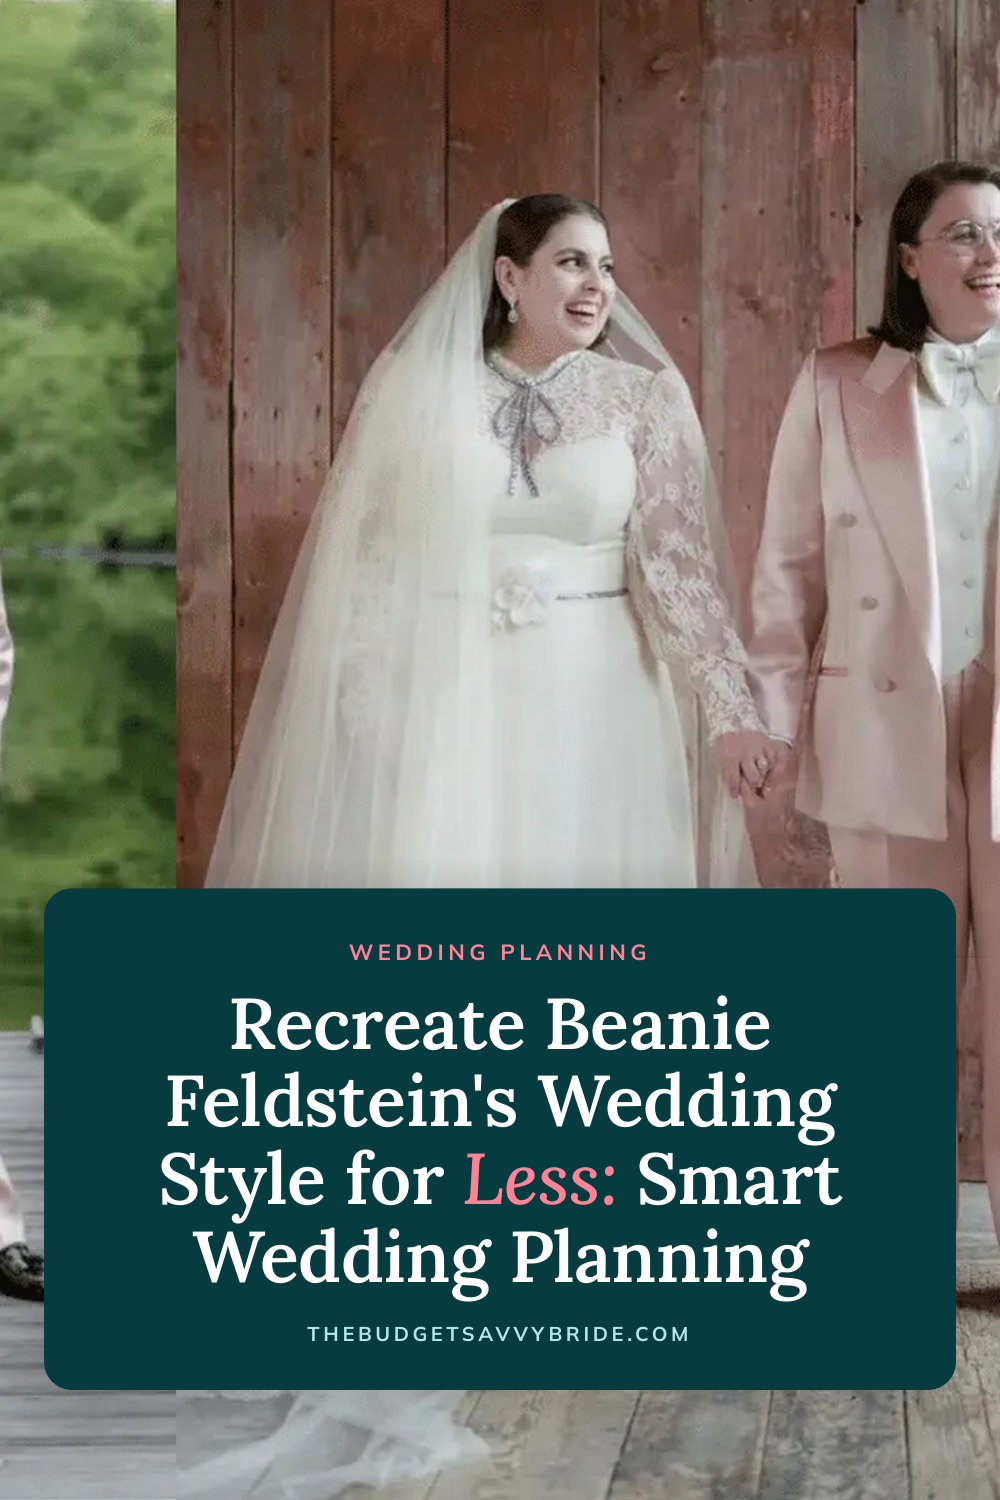 WEDDING PLANNING
Recreate Beanie
Feldstein's Wedding
Style for Less: Smart
Wedding Planning
THEBUDGETSAVVYBRIDE.COM